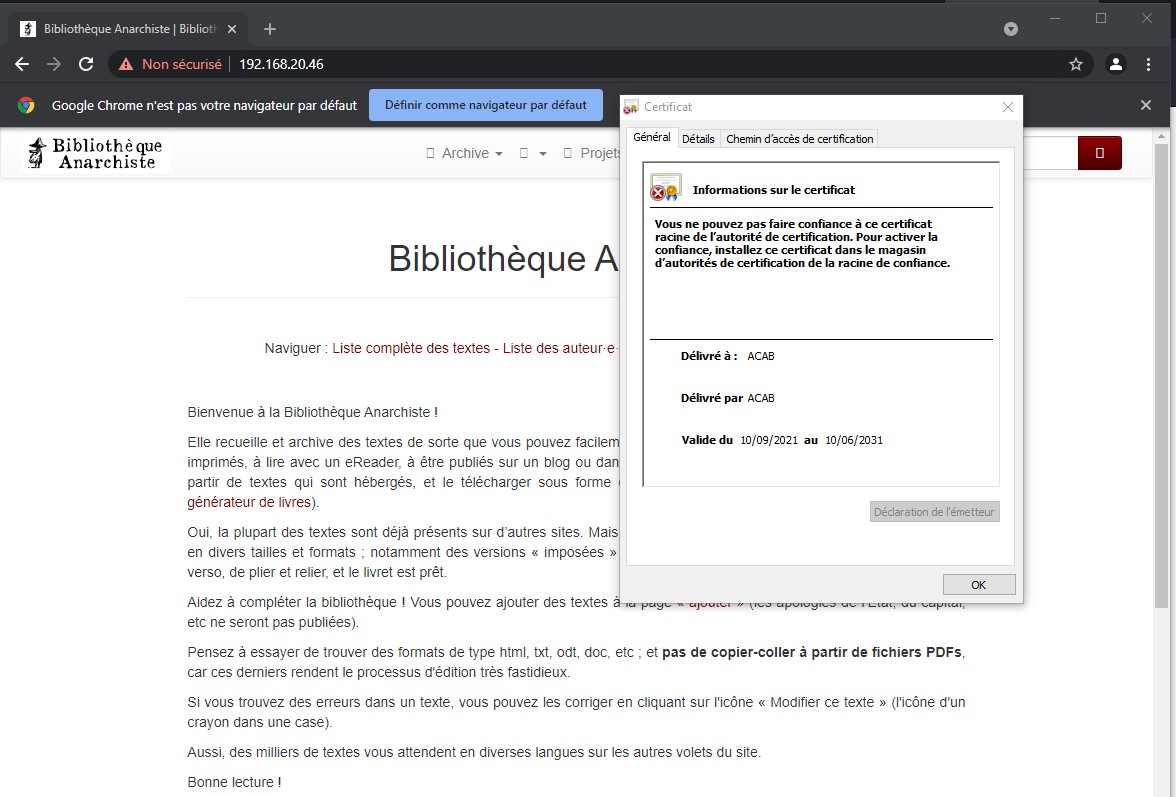 Bibliothèque Anarchiste | Biblioth
Non sécurisé 192.168.20.46
Google Chrome n'est pas votre navigateur par défaut Définir comme navigateur par défaut
Bibliothèque
Anarchiste
Archive
Projets
Bibliothèque A
Naviguer : Liste complète des textes - Liste des auteur·e·
Bienvenue à la Bibliothèque Anarchiste !
Elle recueille et archive des textes de sorte que vous pouvez facilem
imprimés, à lire avec un eReader, à être publiés sur un blog ou dan
partir de textes qui sont hébergés, et le télécharger sous forme
générateur de livres).
Oui, la plupart des textes sont déjà présents sur d’autres sites. Mais
en divers tailles et formats ; notamment des versions « imposées »
verso, de plier et relier, et le livret est prêt.
Aidez à compléter la bibliothèque ! Vous pouvez ajouter des textes à la page « ajouter » (les apologies de l'État, du capital,
etc ne seront pas publiées).
Pensez à essayer de trouver des formats de type html, txt, odt, doc, etc ; et pas de copier-coller à partir de fichiers PDFs,
car ces derniers rendent le processus d'édition très fastidieux.
Si vous trouvez des erreurs dans un texte, vous pouvez les corriger en cliquant sur l'icône « Modifier ce texte » (l'icône d'un
crayon dans une case).
Aussi, des milliers de textes vous attendent en diverses langues sur les autres volets du site.
Bonne lecture !
Certificat
Général Détails Chemin d’accès de certification
Informations sur le certificat
Vous ne pouvez pas faire confiance à ce certificat
racine de l’autorité de certification. Pour activer la
confiance, installez ce certificat dans le magasin
d’autorités de certification de la racine de confiance.
Délivré à : ACAB
Délivré par ACAB
Valide du 10/09/2021 au 10/06/2031
Déclaration de l'émetteur
OK